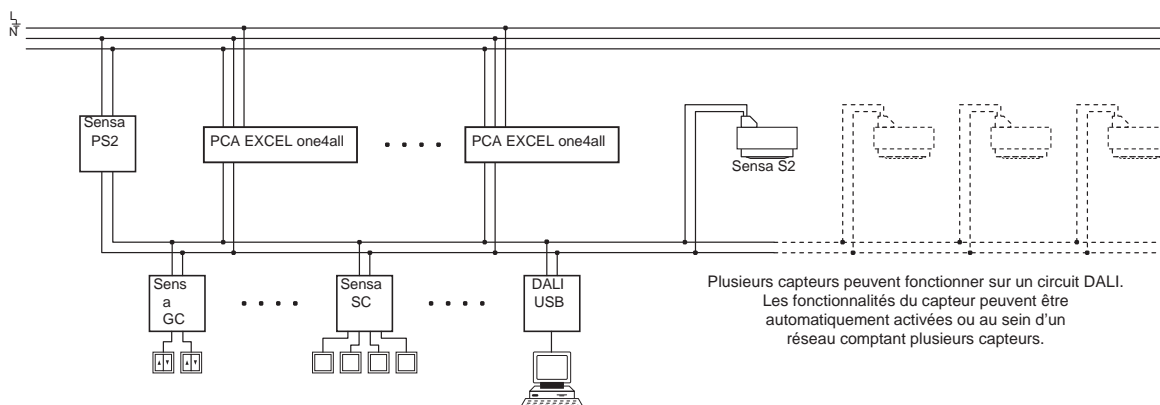 L
N
Sensa
PS2
PCA EXCEL one4all
PCA EXCEL one4all
Sensa S2
Sens
a
GC
Sensa
SC
DALI
USB
Plusieurs capteurs peuvent fonctionner sur un circuit DALI.
Les fonctionnalités du capteur peuvent être
automatiquement activées ou au sein d'un
réseau comptant plusieurs capteurs.